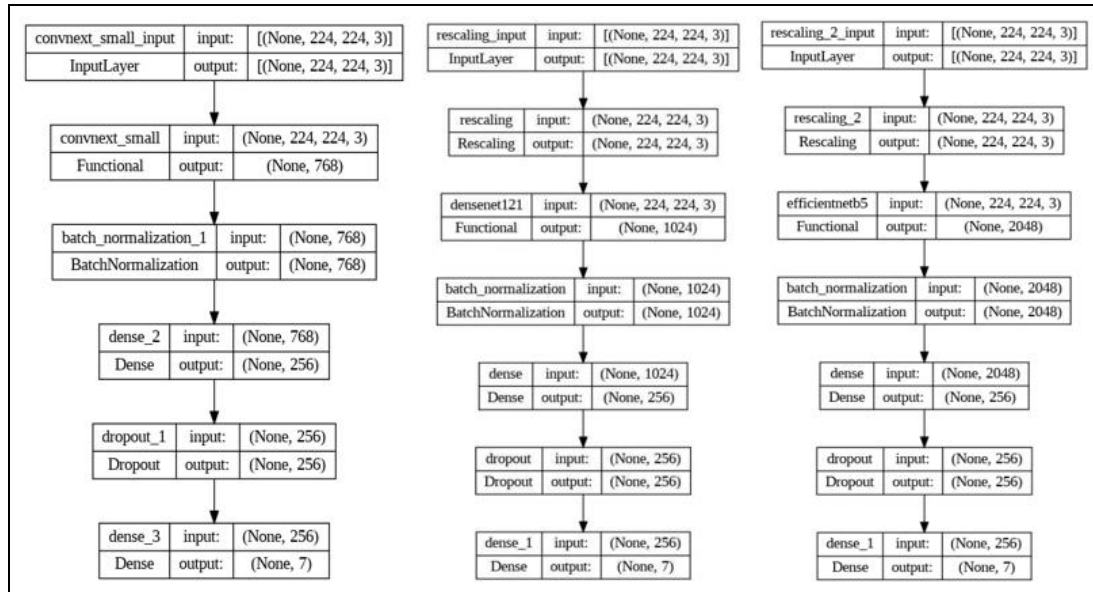 convnext_small_input input: [(None, 224, 224, 3)]
InputLayer output: [(None, 224, 224, 3)]
convnext_small input: (None, 224, 224, 3)
Functional output: (None, 768)
batch_normalization_1 input: (None, 768)
BatchNormalization output: (None, 768)
dense_2 input: (None, 768)
Dense output: (None, 256)
dropout_1 input: (None, 256)
Dropout output: (None, 256)
dense_3 input: (None, 256)
Dense output: (None, 7)
rescaling_input input: [(None, 224, 224, 3)]
InputLayer output: [(None, 224, 224, 3)]
rescaling input: (None, 224, 224, 3)
Rescaling output: (None, 224, 224, 3)
densenet121 input: (None, 224, 224, 3)
Functional output: (None, 1024)
batch_normalization input: (None, 1024)
BatchNormalization output: (None, 1024)
dense input: (None, 1024)
Dense output: (None, 256)
dropout input: (None, 256)
Dropout output: (None, 256)
dense_1 input: (None, 256)
Dense output: (None, 7)
rescaling_2_input input: [(None, 224, 224, 3)]
InputLayer output: [(None, 224, 224, 3)]
rescaling_2 input: (None, 224, 224, 3)
Rescaling output: (None, 224, 224, 3)
efficientnetb5 input: (None, 224, 224, 3)
Functional output: (None, 2048)
batch_normalization input: (None, 2048)
BatchNormalization output: (None, 2048)
dense input: (None, 2048)
Dense output: (None, 256)
dropout input: (None, 256)
Dropout output: (None, 256)
dense_1 input: (None, 256)
Dense output: (None, 7)